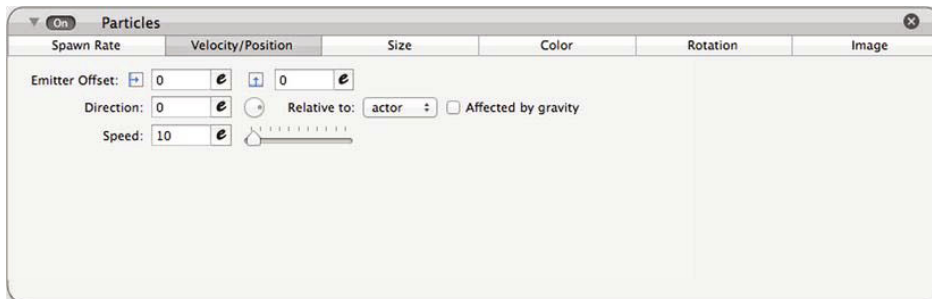 On Particles
Spawn Rate Velocity/Position Size Color Rotation Image
Emitter Offset: 0 e 0 e
Direction: 0 e Relative to: actor Affected by gravity
Speed: 10 e